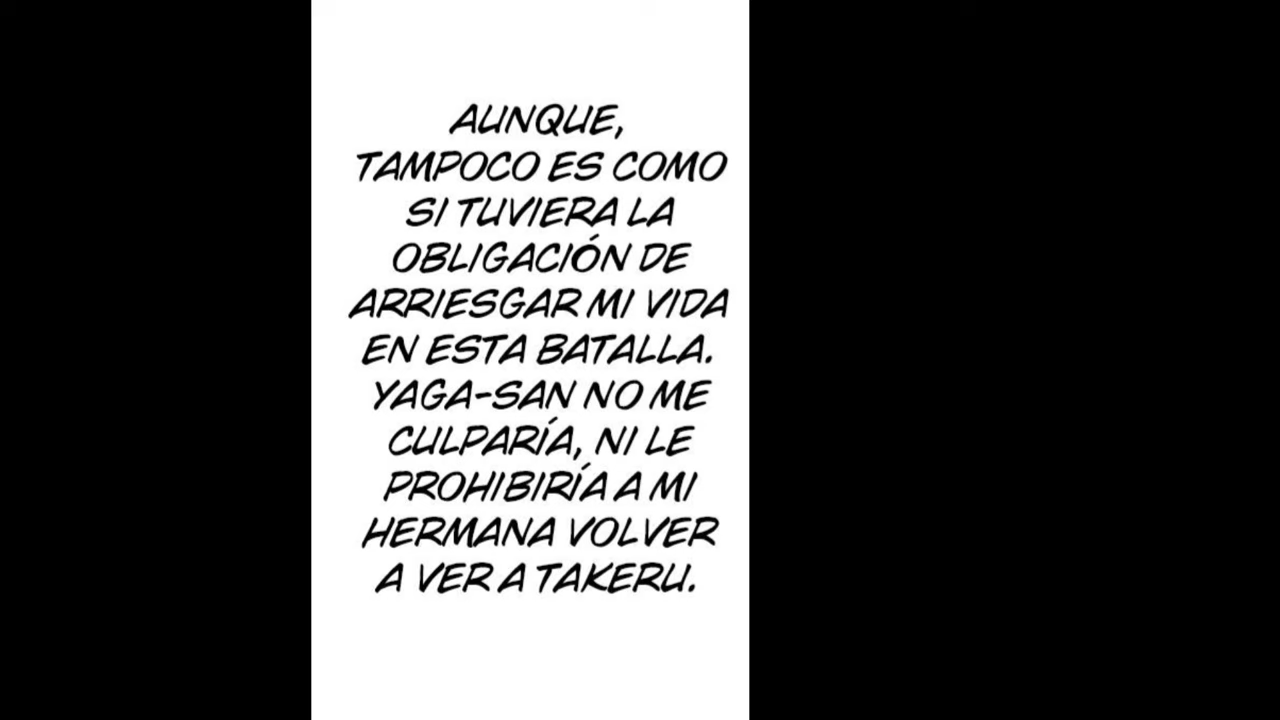 AUNQUE,
TAMPOCO ES COMO
SI TUVIERA LA
OBLIGACIÓN DE
ARRIESGAR MI VIDA
EN ESTA BATALLA.
YAGA-SAN NO ME
CULPARÍA, NI LE
PROHIBIRÍA A MI
HERMANA VOLVER
A VER A TAKERU.